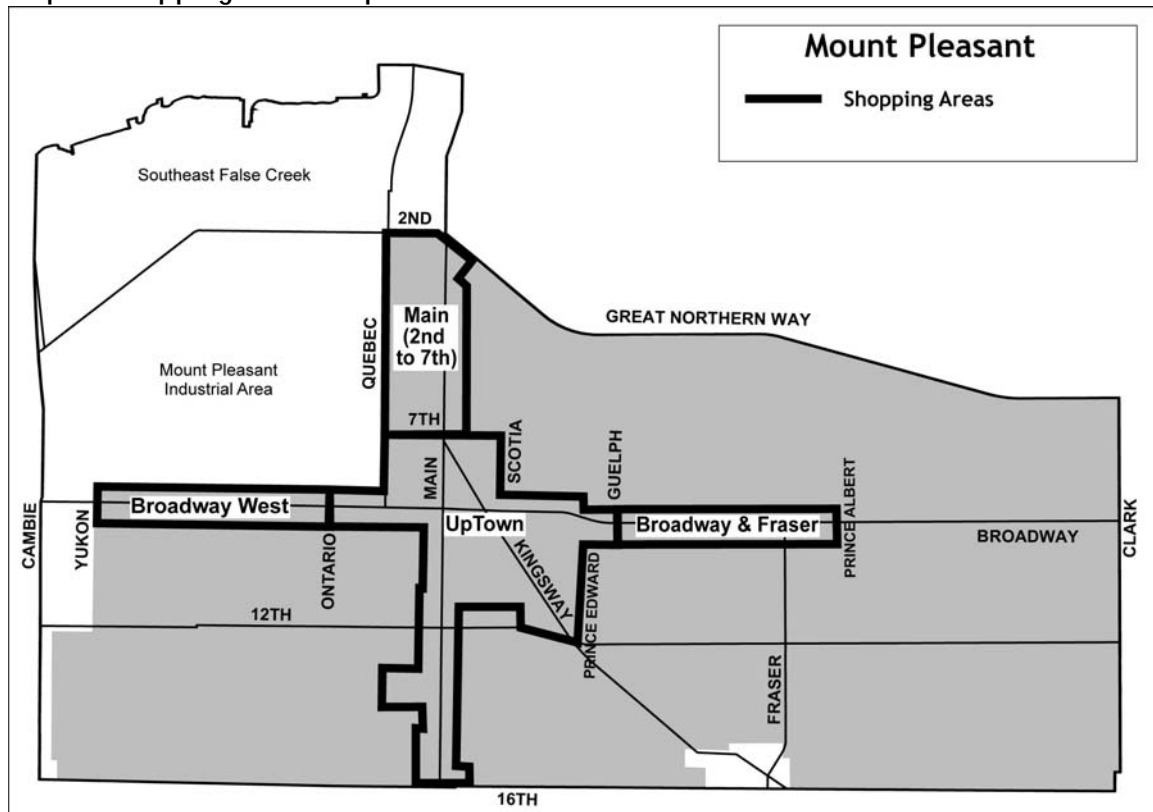 Mount Pleasant
Shopping Areas
Southeast False Creek
2ND
GREAT NORTHERN WAY
Main
(2nd
to 7th)
QUEBEC
Mount Pleasant
Industrial Area
7TH
SCOTIA
MAIN
GUELPH
PRINCE ALBERT
CAMBIE
YUKON
Broadway West
ONTARIO
UpTown
Broadway & Fraser
BROADWAY
CLARK
KINGSWAY
PRINCE EDWARD
12TH
FRASER
16TH